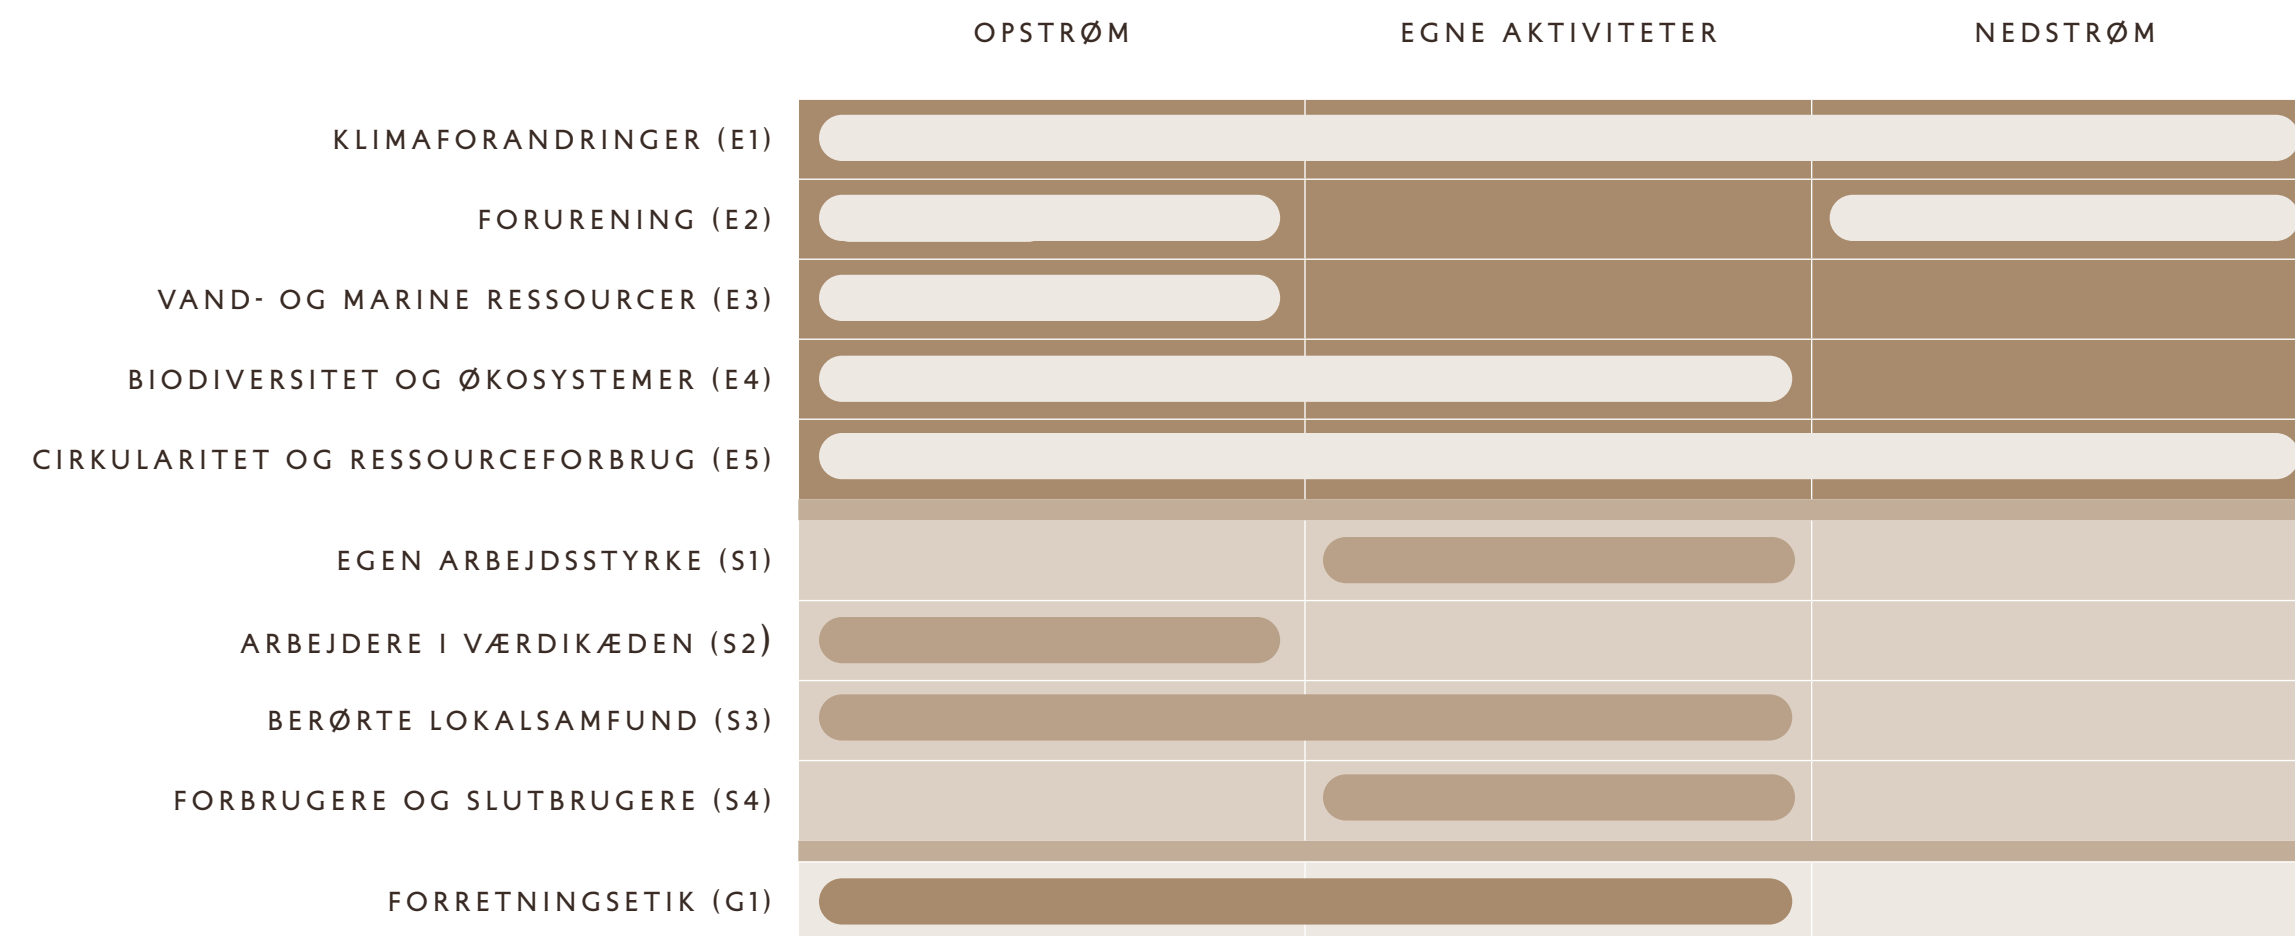 OPSTRØM EGNE AKTIVITETER NEDSTRØM
KLIMAFORANDRINGER (E1)
FORURENING (E2)
VAND- OG MARINE RESSOURCER (E3)
BIODIVERSITET OG ØKOSYSTEMER (E4)
CIRKULARITET OG RESSOURCEFORBRUG (E5)
EGEN ARBEJDSSTYRKE (S1)
ARBEJDERE I VÆRDIKÆDEN (S2)
BERØRTE LOKALSAMFUND (S3)
FORBRUGERE OG SLUTBRUGERE (S4)
FORRETNINGSETIK (G1)